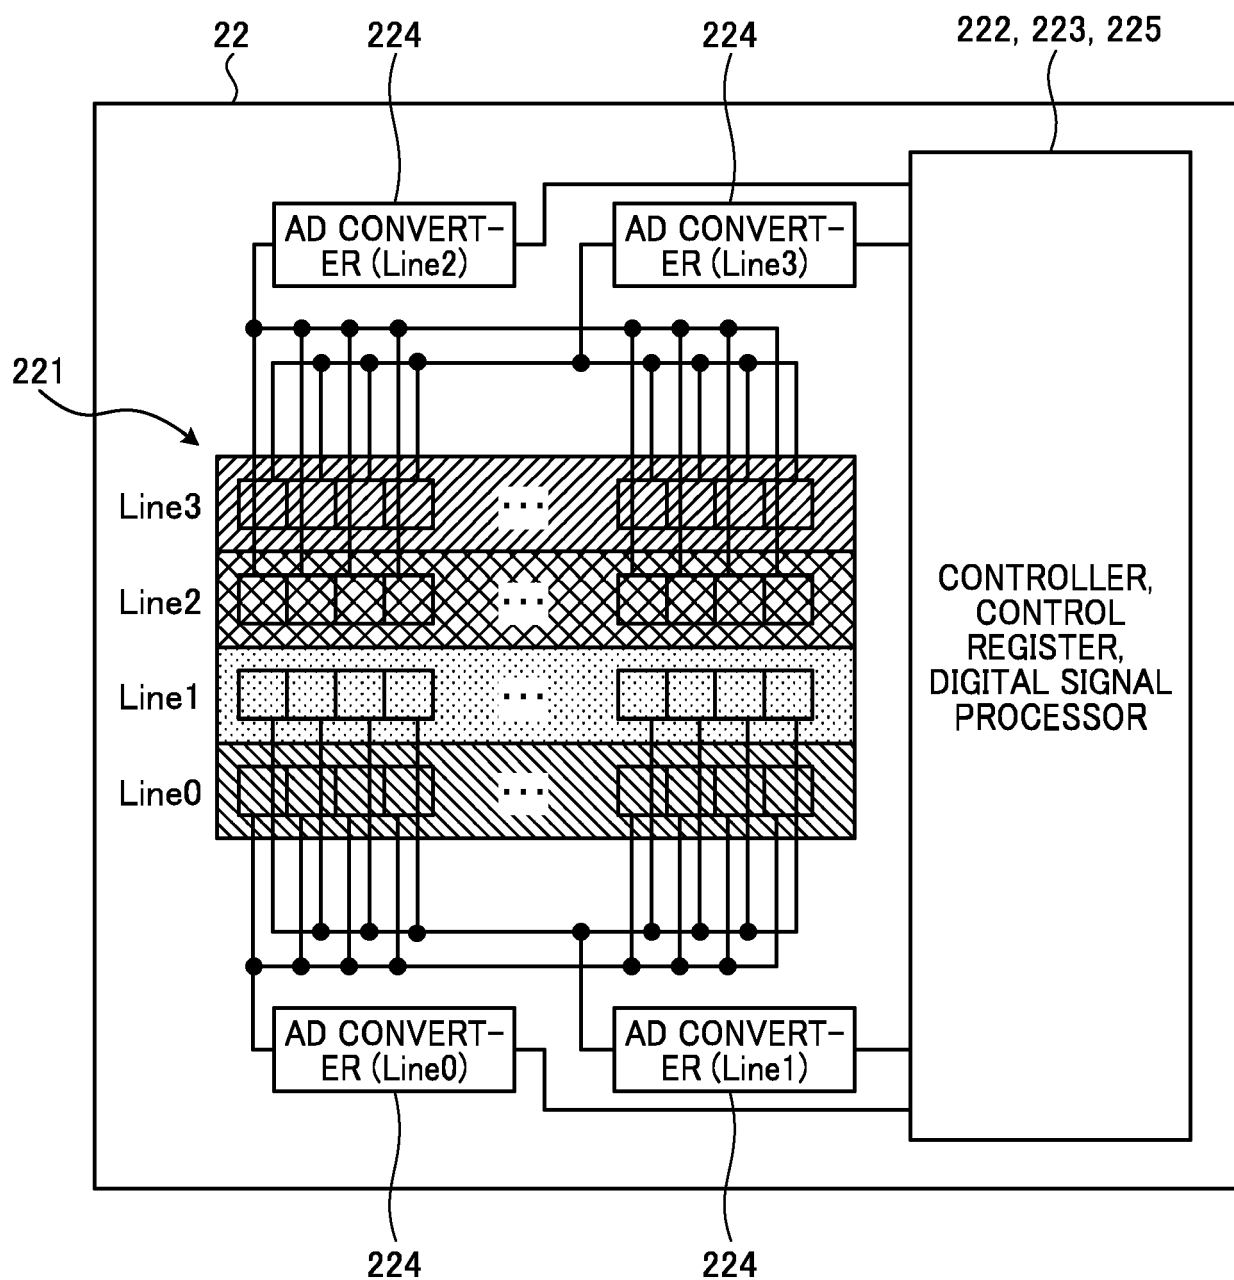 22
224
224
222, 223, 225
AD CONVERT-
ER (Line2)
AD CONVERT-
ER (Line3)
221
Line3
...
Line2
...
Line1
...
Line0
...
CONTROLLER,
CONTROL
REGISTER,
DIGITAL SIGNAL
PROCESSOR
AD CONVERT-
ER (Line0)
AD CONVERT-
ER (Line1)
224
224